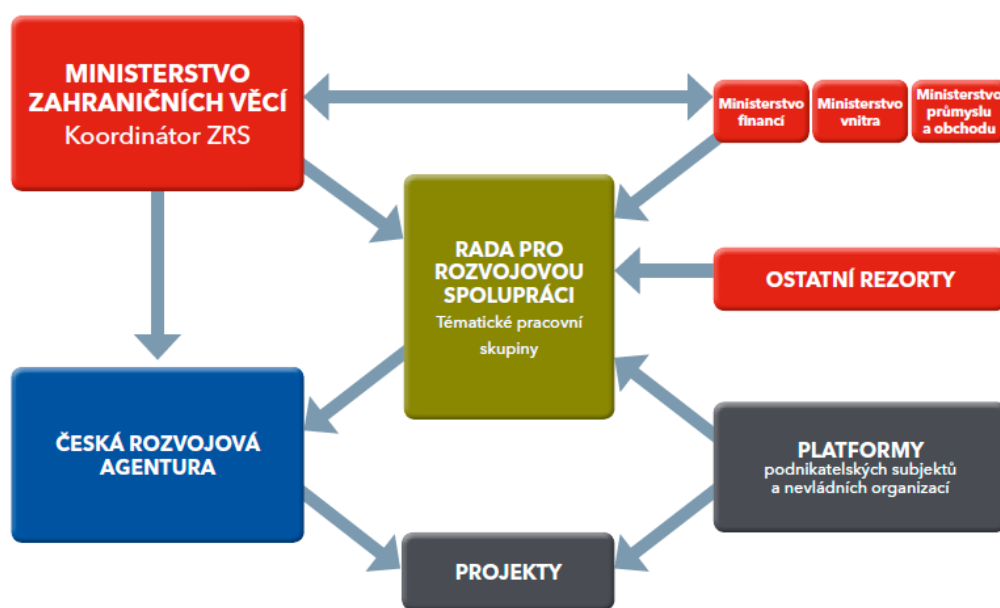 MINISTERSTVO
ZAHRANIČNÍCH VĚCÍ
Koordinátor ZRS
Ministerstvo
financí
Ministerstvo
vnitra
Ministerstvo
průmyslu
a obchodu
RADA PRO
ROZVOJOVOU
SPOLUPRÁCI
Tématické pracovní
skupiny
OSTATNÍ REZORTY
ČESKÁ ROZVOJOVÁ
AGENTURA
PLATFORMY
podnikatelských subjektů
a nevládních organizací
PROJEKTY